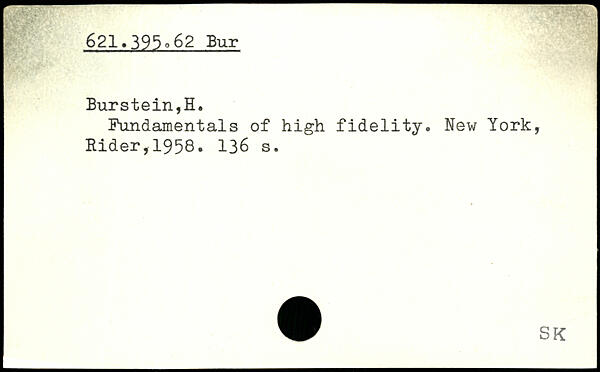 621.395.62 Bur
Burstein,H.
Fundamentals of high fidelity. New York,
Rider,1958. 136 s.
SK